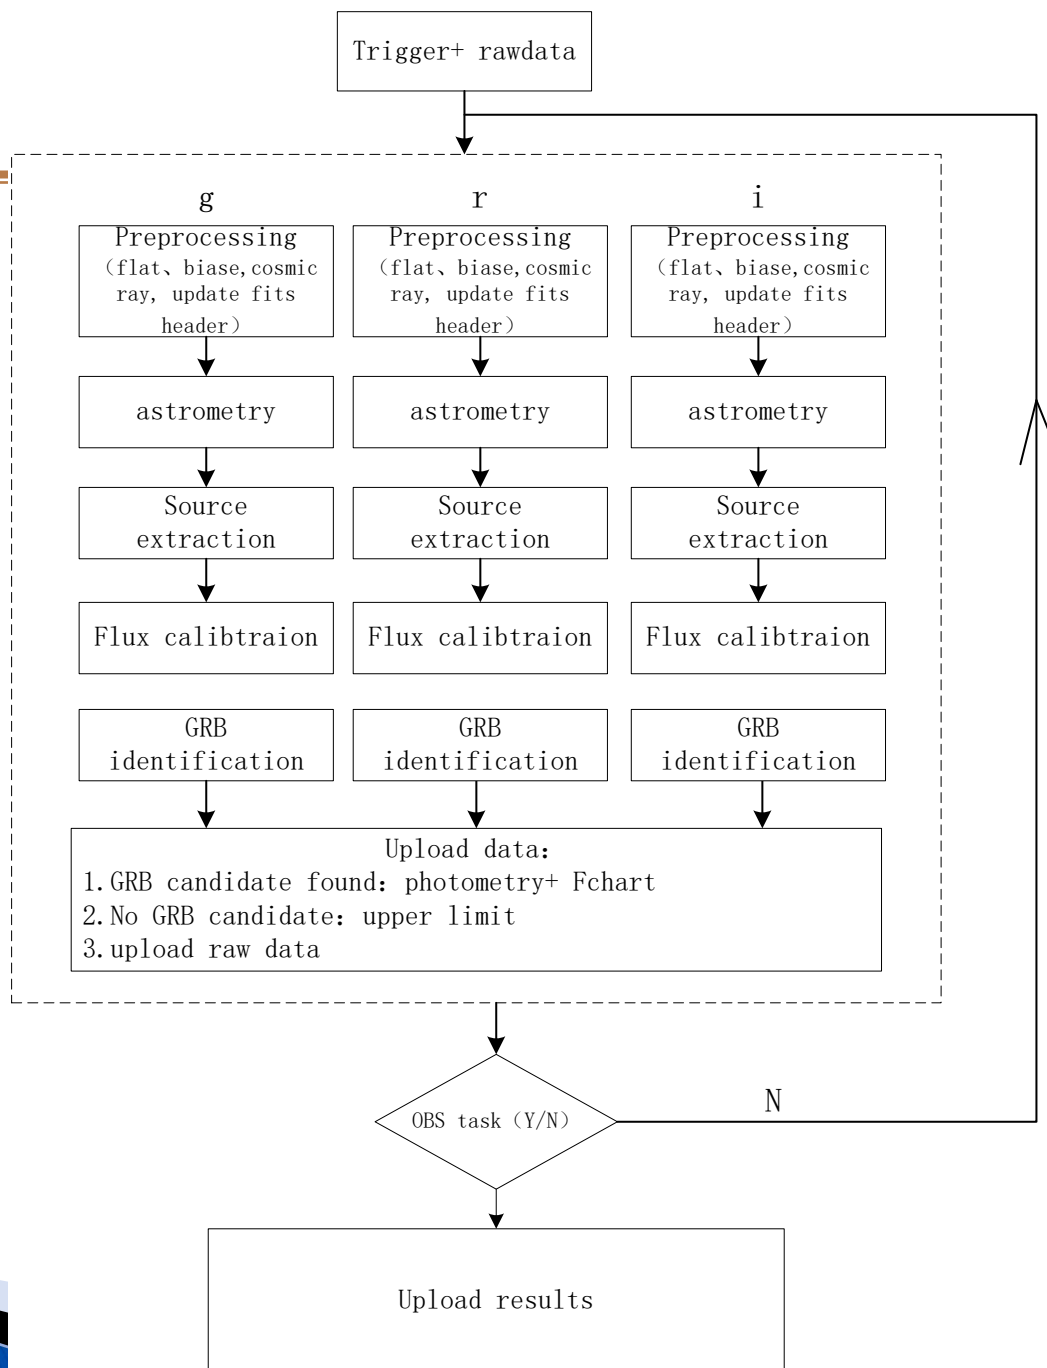 Trigger+ rawdata
g
r
i
Preprocessing
（flat、biase,cosmic
ray, update fits
header）
Preprocessing
（flat、biase,cosmic
ray, update fits
header）
Preprocessing
（flat、biase,cosmic
ray, update fits
header）
astrometry
astrometry
astrometry
Source
extraction
Source
extraction
Source
extraction
Flux calibtraion
Flux calibtraion
Flux calibtraion
GRB
identification
GRB
identification
GRB
identification
Upload data：
1.GRB candidate found：photometry+ Fchart
2.No GRB candidate：upper limit
3.upload raw data
OBS task（Y/N）
N
Upload results